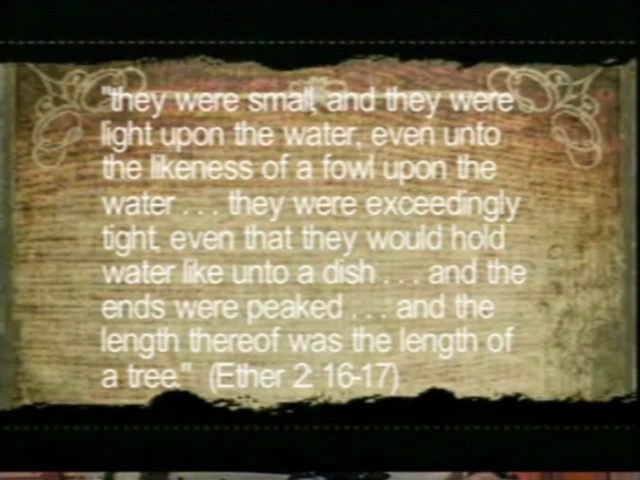 "they were small, and they were
light upon the water, even unto
the likeness of a fowl upon the
water . . . they were exceedingly
tight, even that they would hold
water like unto a dish . . . and the
ends were peaked . . . and the
length thereof was the length of
a tree." (Ether 2: 16-17)